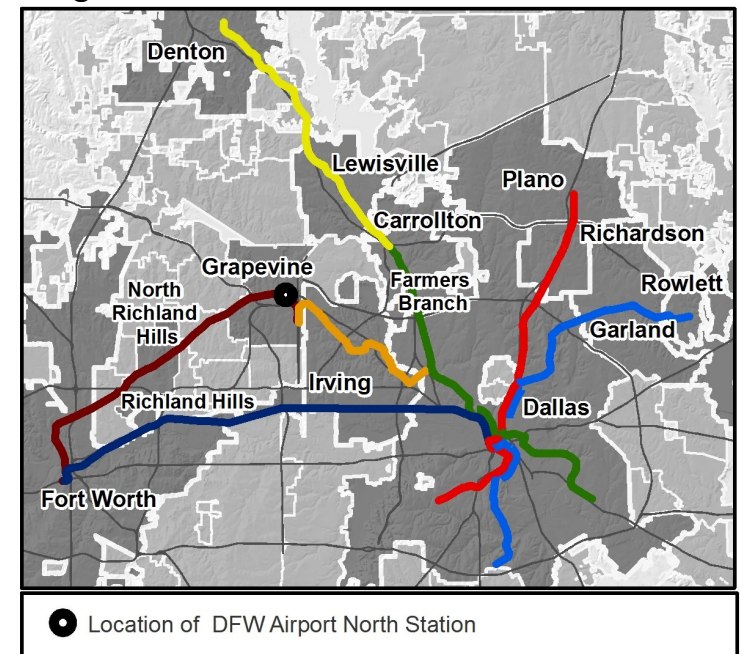 Denton
Lewisville
Plano
Carrollton
Richardson
Grapevine
Farmers
Branch
Rowlett
North
Richland
Hills
Garland
Irving
Richland Hills
Dallas
Fort Worth
Location of DFW Airport North Station